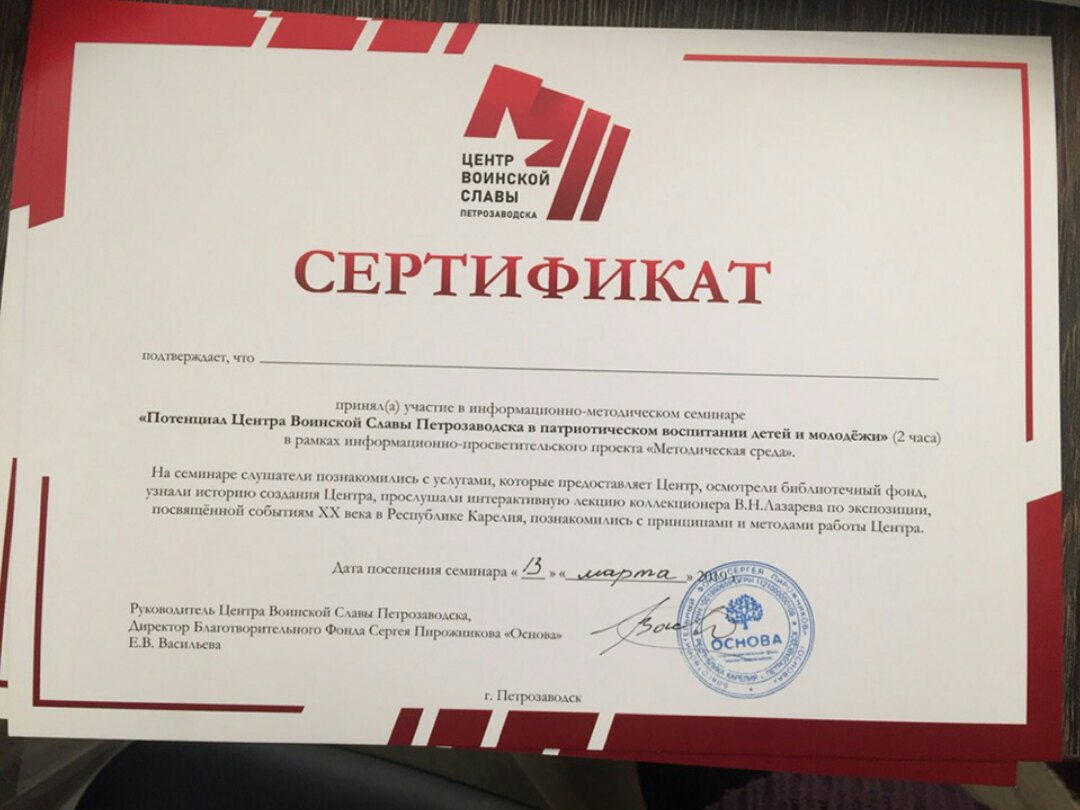 ЦЕНТР
ВОИНСКОЙ
СЛАВЫ
ПЕТРОЗАВОДСКА
СЕРТИФИКАТ
подтверждает, что
принял(а) участие в информационно-методическом семинаре
«Потенциал Центра Воинской Славы Петрозаводска в патриотическом воспитании детей и молодёжи» (2 часа)
в рамках информационно-просветительского проекта «Методическая среда».
На семинаре слушатели познакомились с услугами, которые предоставляет Центр, осмотрели библиотечный фонд,
узнали историю создания Центра, прослушали интерактивную лекцию коллекционера В.Н.Лазарева по экспозиции,
посвящённой событиям XX века в Республике Карелия, познакомились с принципами и методами работы Центра.
Дата посещения семинара «13» «марта» 2019
Руководитель Центра Воинской Славы Петрозаводска,
Директор Благотворительного Фонда Сергея Пирожникова «Основа»
Е.В. Васильева
ОСНОВА
г. Петрозаводск